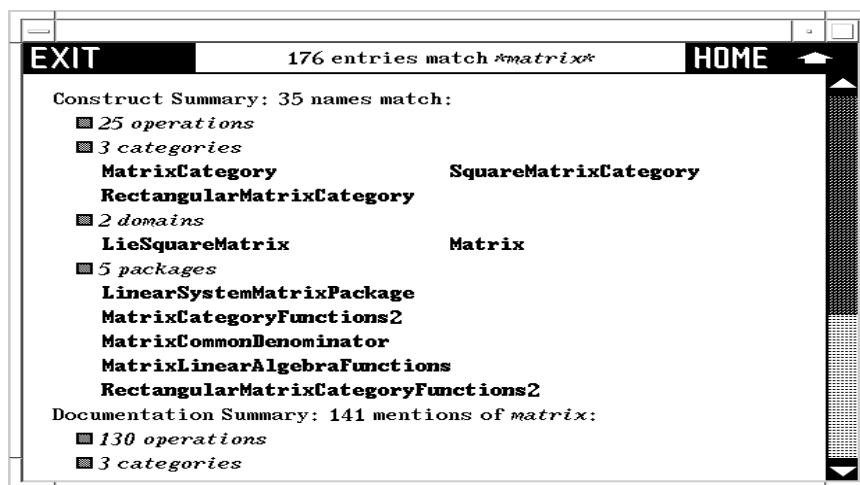 EXIT 176 entries match *matrix* HOME
Construct Summary: 35 names match:
25 operations
3 categories
MatrixCategory SquareMatrixCategory
RectangularMatrixCategory
2 domains
LieSquareMatrix Matrix
5 packages
LinearSystemMatrixPackage
MatrixCategoryFunctions2
MatrixCommonDenominator
MatrixLinearAlgebraFunctions
RectangularMatrixCategoryFunctions2
Documentation Summary: 141 mentions of matrix:
130 operations
3 categories